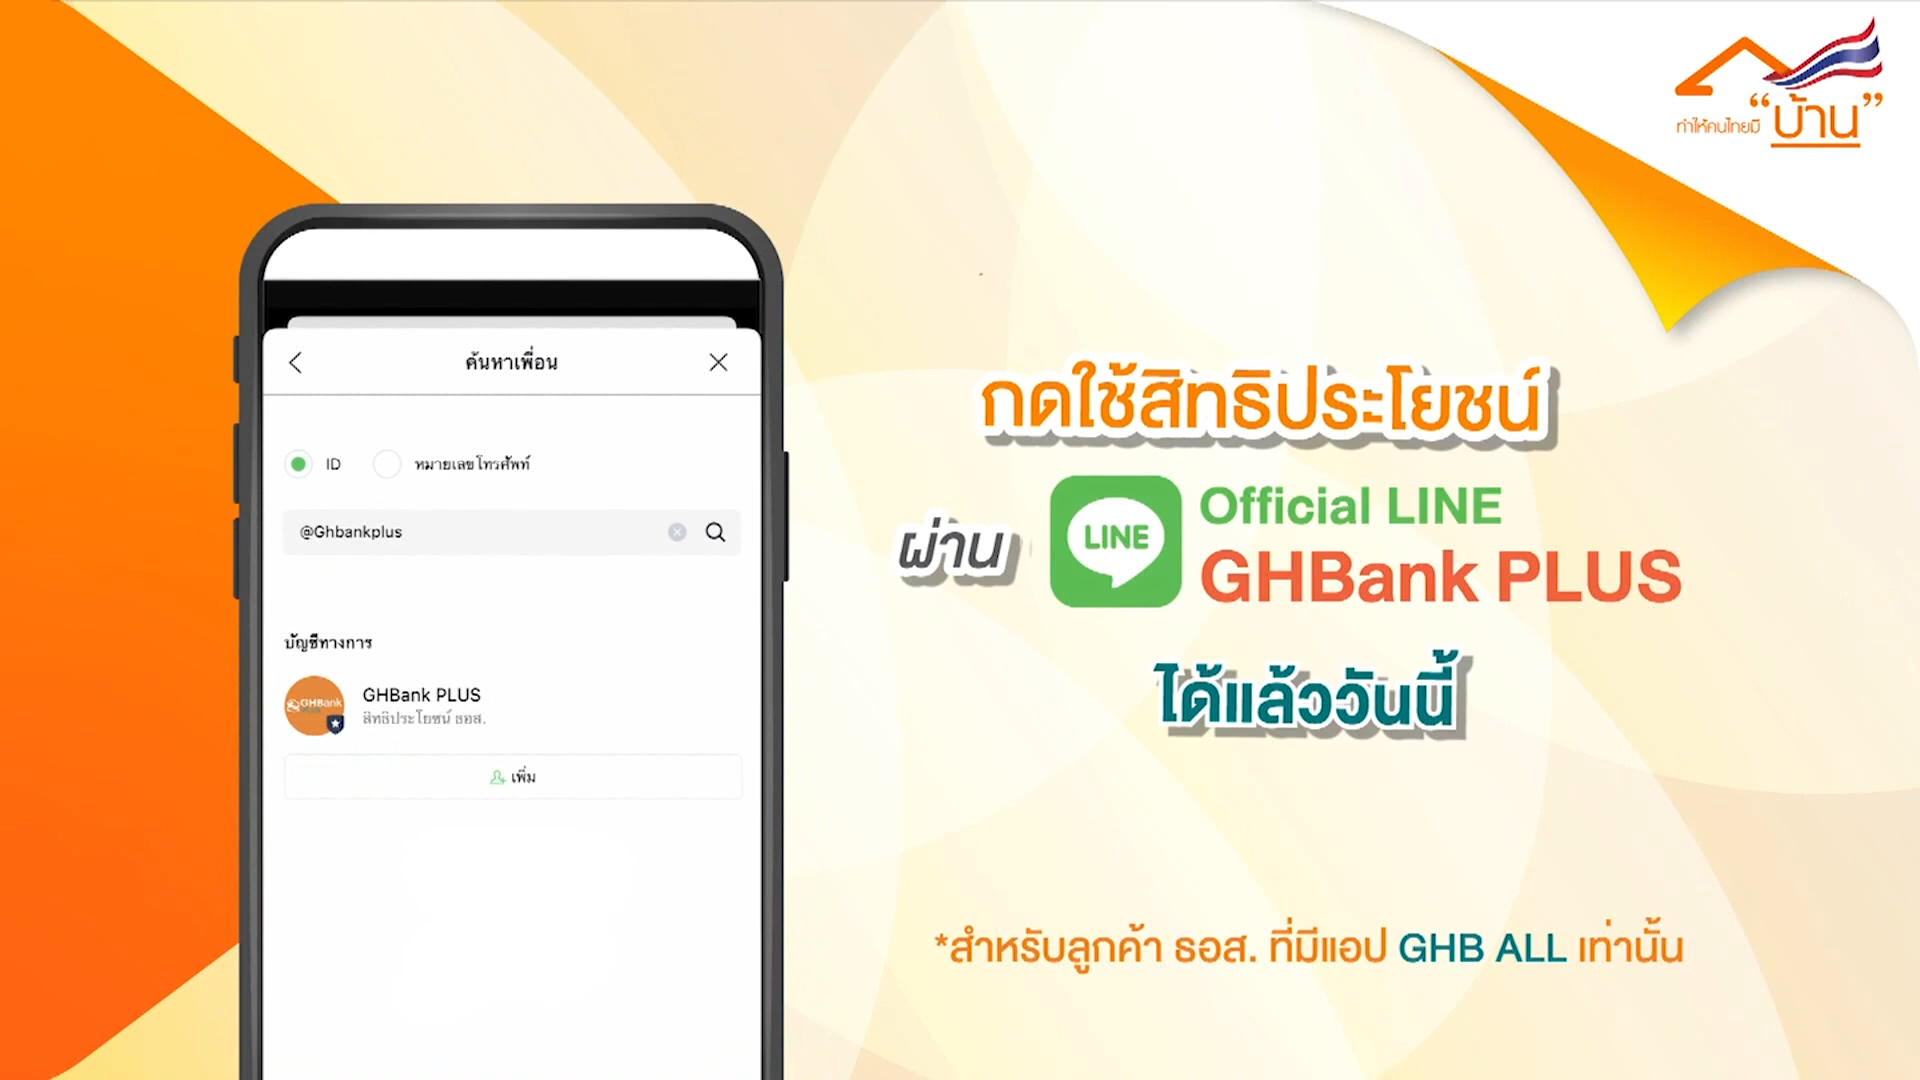 ทำให้คนไทยมี "บ้าน"
ค้นหาเพื่อน
ID หมายเลขโทรศัพท์
@Ghbankplus
บัญชีทางการ
GHBank
GHBank PLUS
สิทธิประโยชน์ ธอส.
เพิ่ม
กดใช้สิทธิประโยชน์
ผ่าน LINE Official LINE
GHBank PLUS
ได้แล้ววันนี้
*สำหรับลูกค้า ธอส. ที่มีแอป GHB ALL เท่านั้น